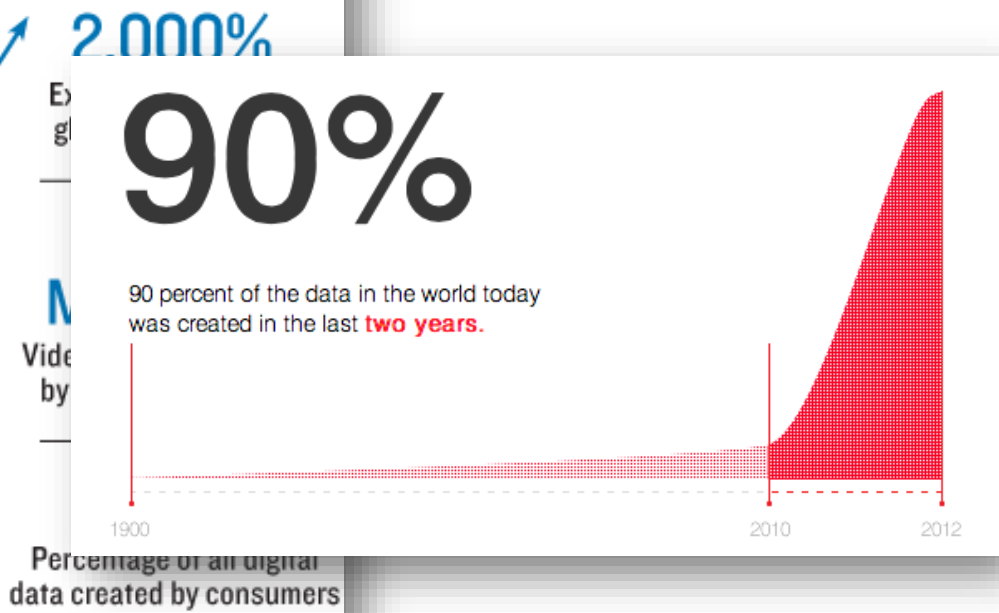 2,000%
90%
90 percent of the data in the world today
was created in the last two years.
by
1900
2010
2012
Percentage of all digital
data created by consumers